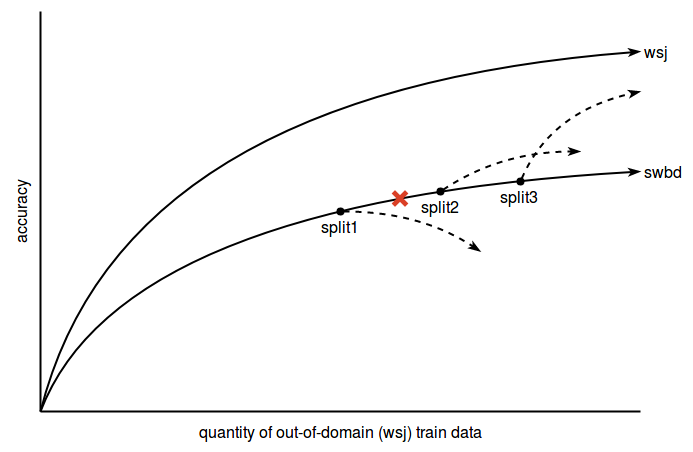 wsj
swbd
split3
split2
split1
accuracy
quantity of out-of-domain (wsj) train data